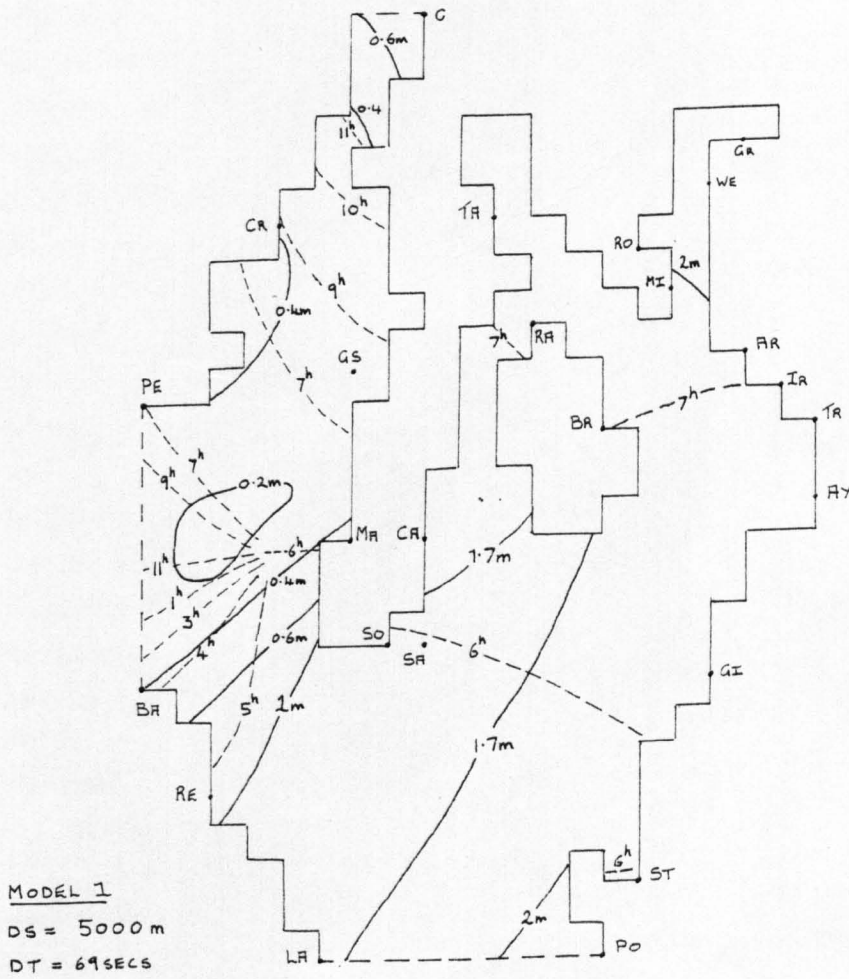 C
0.6m
0.4
11h
GR
WE
10h
TA
CR
RO
2m
MI
9h
0.4m
7h
RA
AR
GS
7h
IR
PE
7h
BR
TR
7h
9h
0.2m
AY
MA
CA
6h
1.7m
11h
0.4m
1h
3h
0.6m
SO
4h
SA
6h
GI
5h
1m
BA
1.7m
RE
6h
ST
MODEL 1
2m
DS = 5000 m
LA
PO
DT = 69SECS